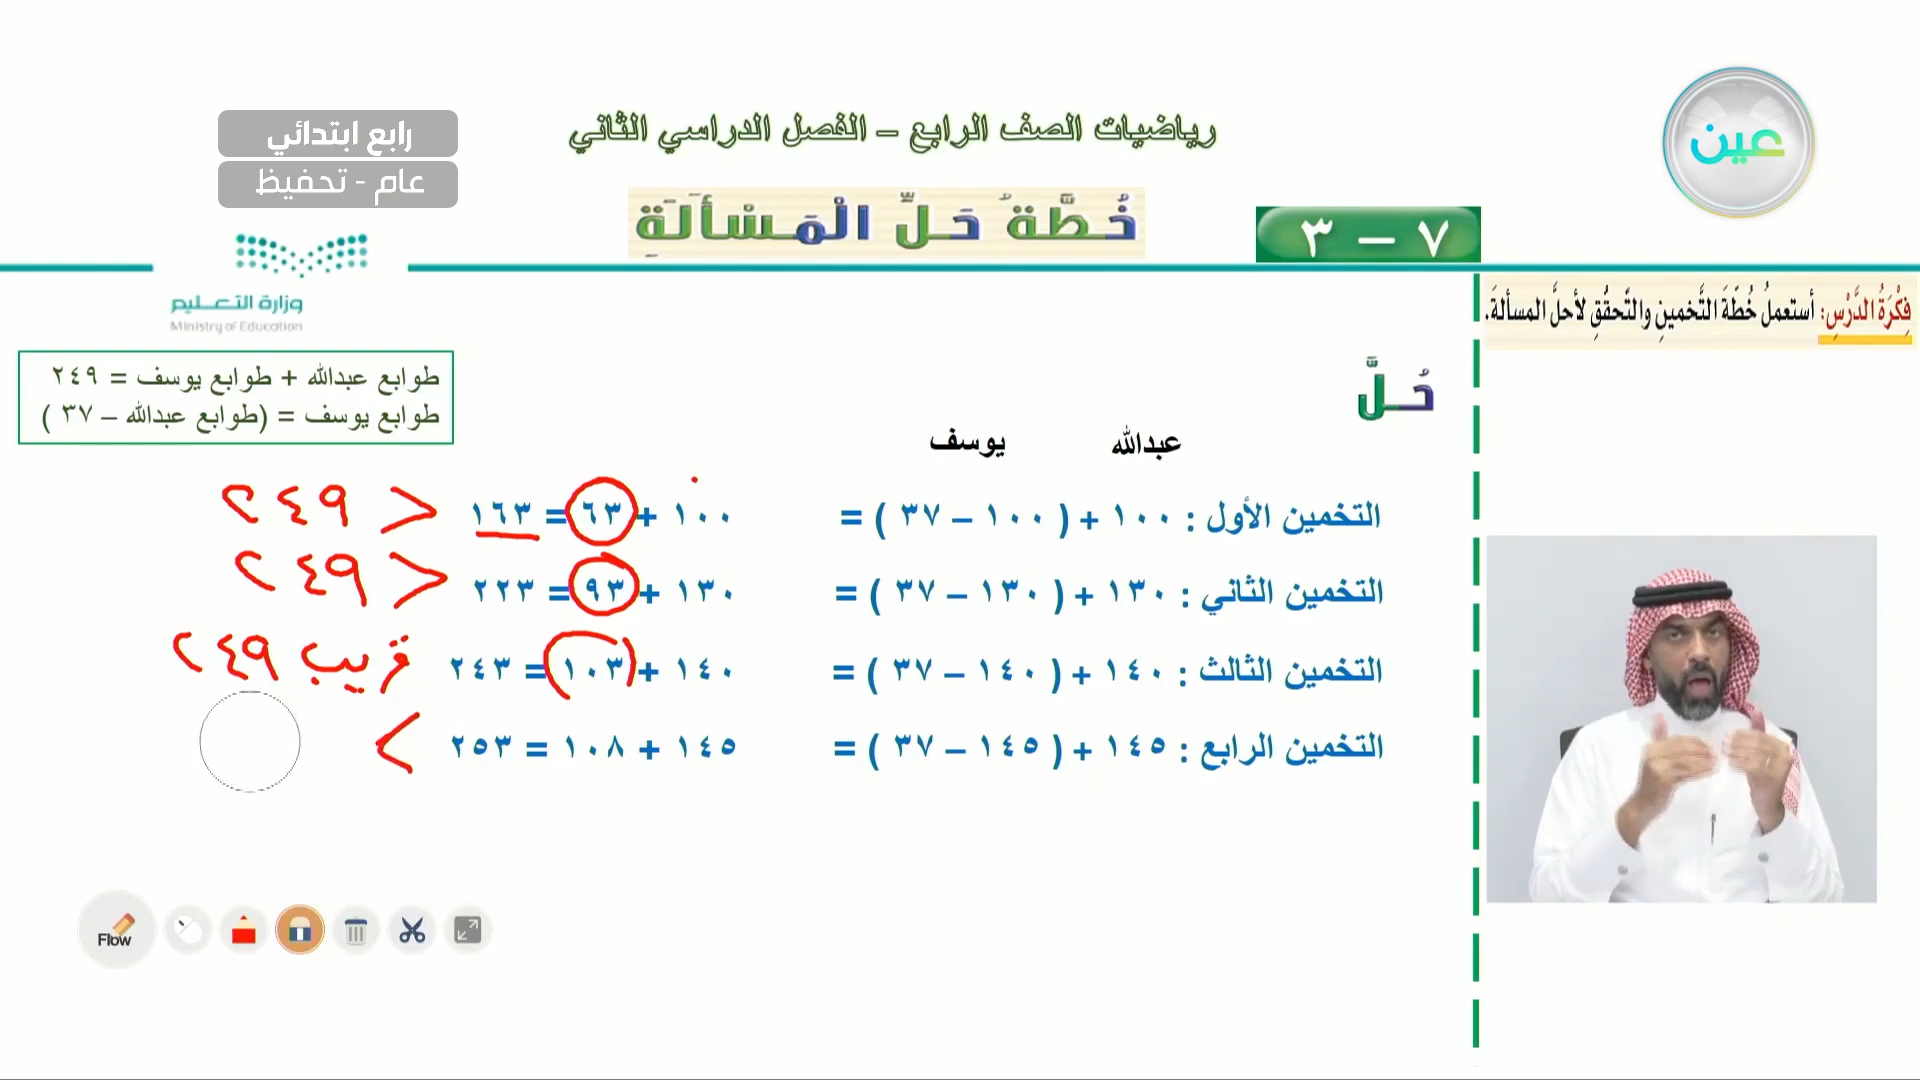 رياضيات الصف الرابع – الفصل الدراسي الثاني
رابع ابتدائي
عام - تحفيظ
عين
خُطَّةُ حَلِّ الْمَسْأَلَةِ
٧ – ٣
وزارة التعليم
Ministry of Education
فِكْرَةُ الدَّرْسِ: أستعملُ خُطّةَ التَّخمينِ والتَّحقُّقِ لأحلَّ المسألةَ.
طوابع عبدالله + طوابع يوسف = ٢٤٩
طوابع يوسف = (طوابع عبدالله – ٣٧ )
حُلَّ
عبدالله يوسف
التخمين الأول : ١٠٠ + ( ١٠٠ – ٣٧ ) = ١٠٠ + ٦٣ = ١٦٣ < ٢٤٩
التخمين الثاني : ١٣٠ + ( ١٣٠ – ٣٧ ) = ١٣٠ + ٩٣ = ٢٢٣ < ٢٤٩
التخمين الثالث : ١٤٠ + ( ١٤٠ – ٣٧ ) = ١٤٠ + ١٠٣ = ٢٤٣ قريب ٢٤٩
التخمين الرابع : ١٤٥ + ( ١٤٥ – ٣٧ ) = ١٤٥ + ١٠٨ = ٢٥٣ >
Flow